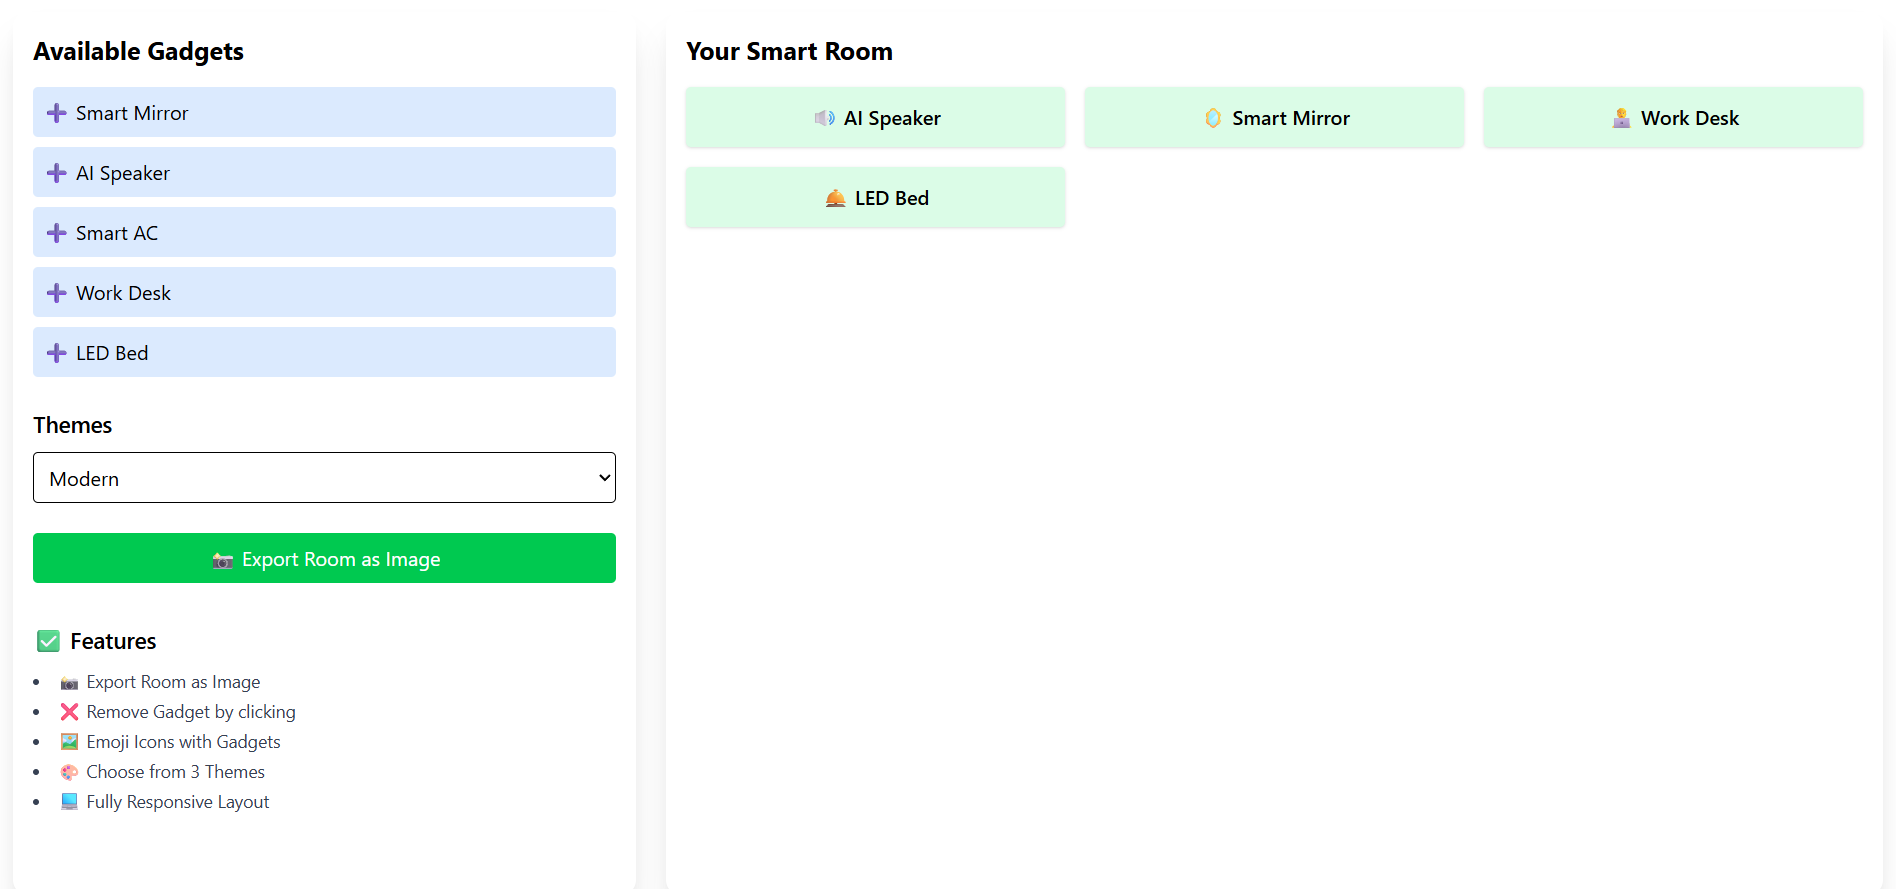 Available Gadgets
Smart Mirror
AI Speaker
Smart AC
Work Desk
LED Bed
Themes
Modern
Export Room as Image
Features
Export Room as Image
Remove Gadget by clicking
Emoji Icons with Gadgets
Choose from 3 Themes
Fully Responsive Layout
Your Smart Room
AI Speaker
Smart Mirror
Work Desk
LED Bed